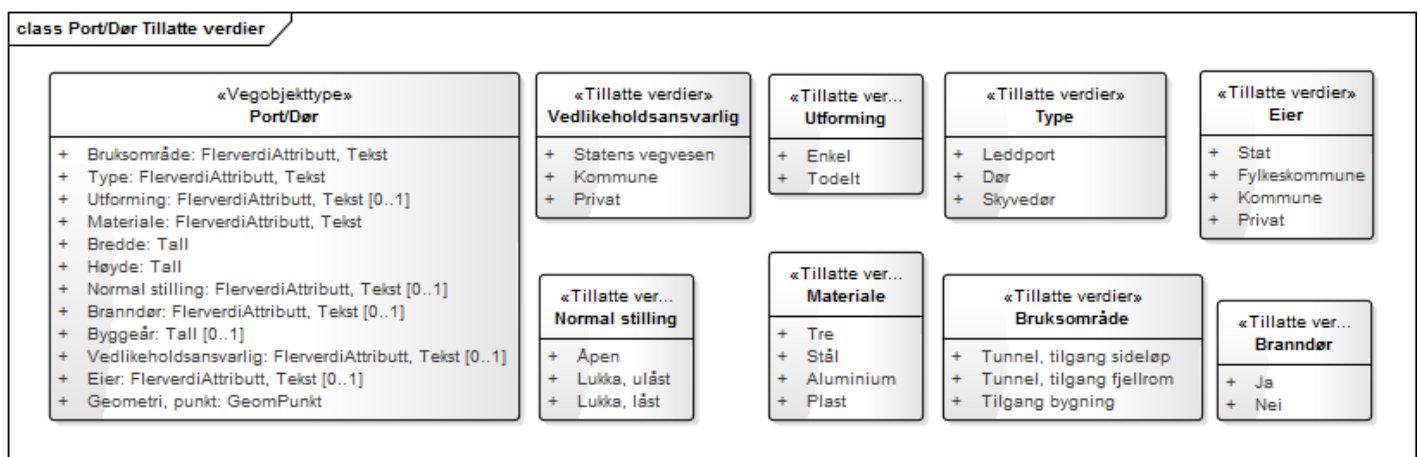 class Port/Dør Tillatte verdier
«Vegobjekttype»
Port/Dør
+ Bruksområde: FlerverdiAttributt, Tekst
+ Type: FlerverdiAttributt, Tekst
+ Utforming: FlerverdiAttributt, Tekst [0..1]
+ Materiale: FlerverdiAttributt, Tekst
+ Bredde: Tall
+ Høyde: Tall
+ Normal stilling: FlerverdiAttributt, Tekst [0..1]
+ Branndør: FlerverdiAttributt, Tekst [0..1]
+ Byggeår: Tall [0..1]
+ Vedlikeholdsansvarlig: FlerverdiAttributt, Tekst [0..1]
+ Eier: FlerverdiAttributt, Tekst [0..1]
+ Geometri, punkt: GeomPunkt
«Tillatte verdier»
Vedlikeholdsansvarlig
+ Statens vegvesen
+ Kommune
+ Privat
«Tillatte ver...
Utforming
+ Enkel
+ Todelt
«Tillatte verdier»
Type
+ Leddport
+ Dør
+ Skyvedør
«Tillatte verdier»
Eier
+ Stat
+ Fylkeskommune
+ Kommune
+ Privat
«Tillatte ver...
Normal stilling
+ Åpen
+ Lukka, ulåst
+ Lukka, låst
«Tillatte ver...
Materiale
+ Tre
+ Stål
+ Aluminium
+ Plast
«Tillatte verdier»
Bruksområde
+ Tunnel, tilgang sideløp
+ Tunnel, tilgang fjellrom
+ Tilgang bygning
«Tillatte ver...
Branndør
+ Ja
+ Nei